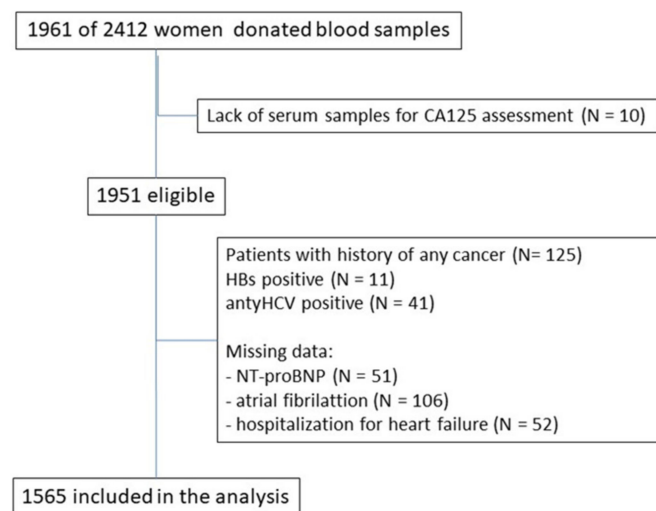 1961 of 2412 women donated blood samples
Lack of serum samples for CA125 assessment (N = 10)
1951 eligible
Patients with history of any cancer (N= 125)
HBs positive (N = 11)
antyHCV positive (N = 41)
Missing data:
- NT-proBNP (N = 51)
- atrial fibrilattion (N = 106)
- hospitalization for heart failure (N = 52)
1565 included in the analysis